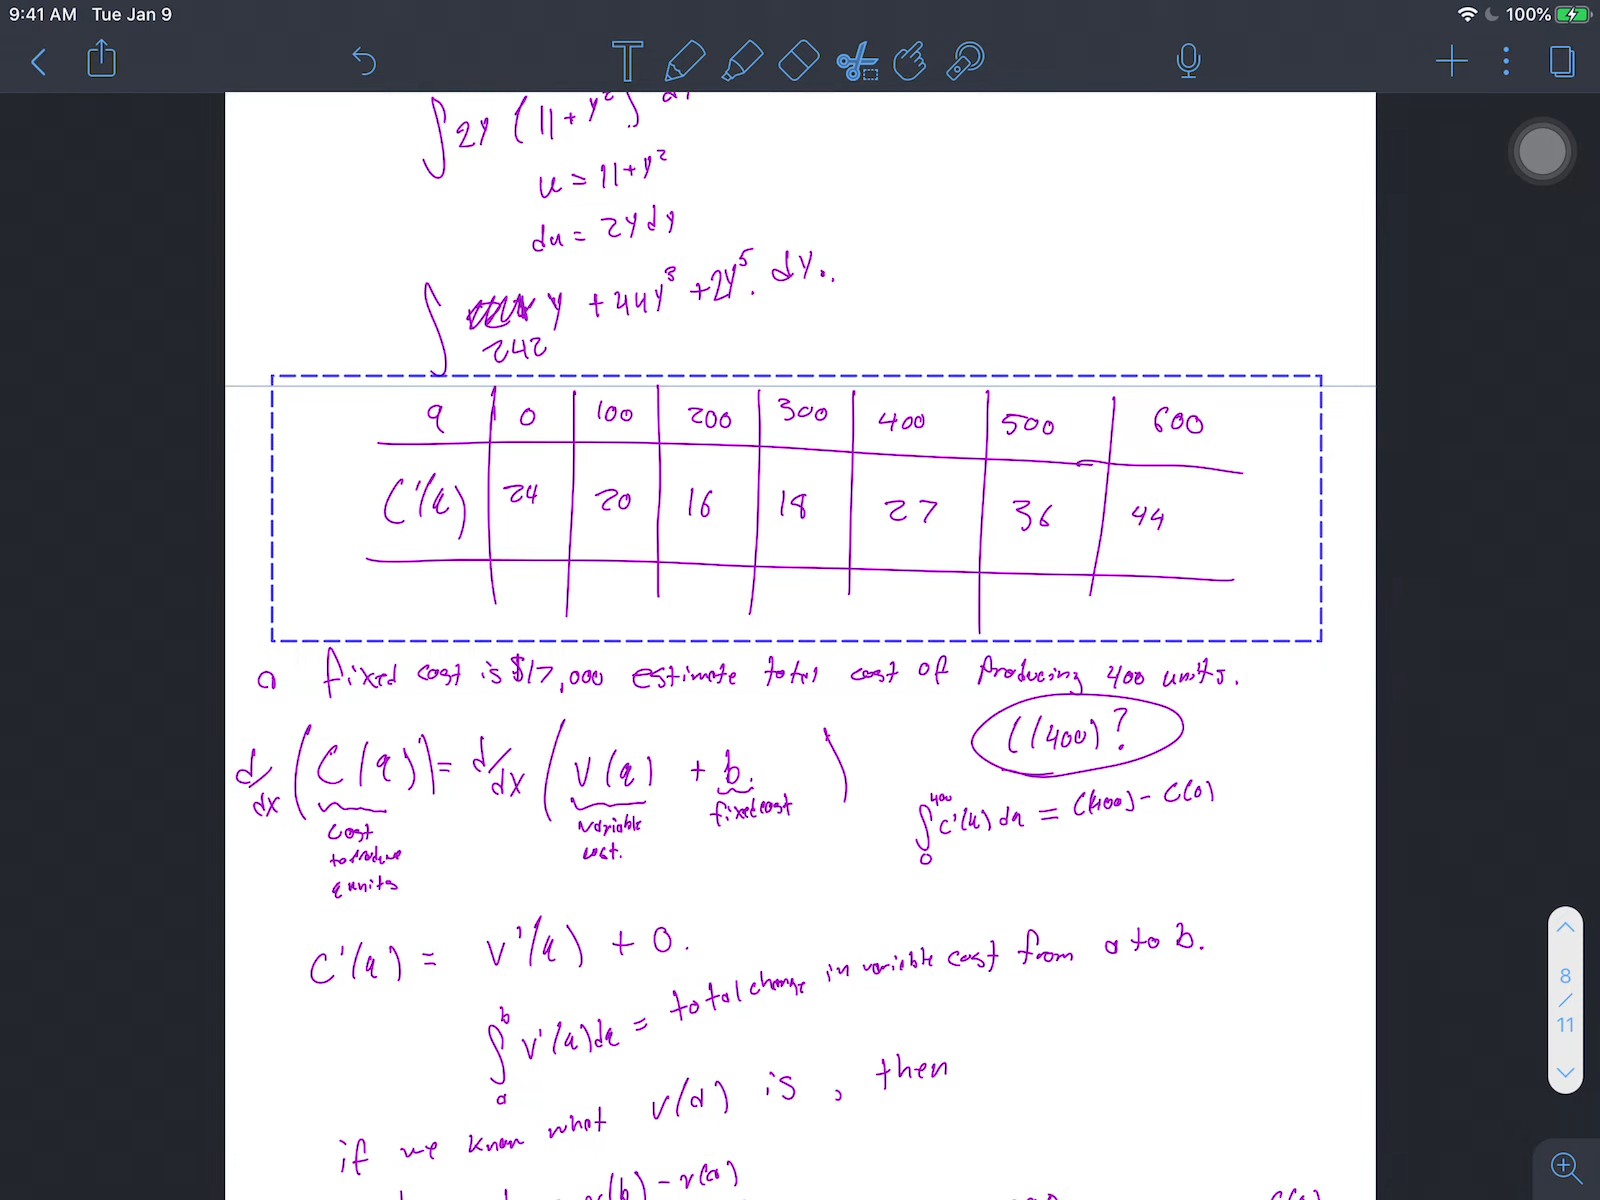 9:41 AM Tue Jan 9 100%
∫ 2y (11 + y²)
u = 11 + y²
du = 2y dy
∫ y + 44y³ + 2y⁵. dy..
242
q 0 100 200 300 400 500 600
C'(q) 24 20 16 18 27 36 44
a fixed cost is $17,000 estimate total cost of producing 400 units.
C(400)?
d/dx (C(q)) = d/dx (V(q) + b.)
cost to produce q units
variable cost.
fixed cost
∫₀⁴⁰⁰ C'(q) dq = C(400) - C(0)
C'(q) = V'(q) + 0.
∫ₐᵇ V'(q) dq = total change in variable cost from a to b.
if we know what v(a) is, then
v(b) - v(a)
8
/
11